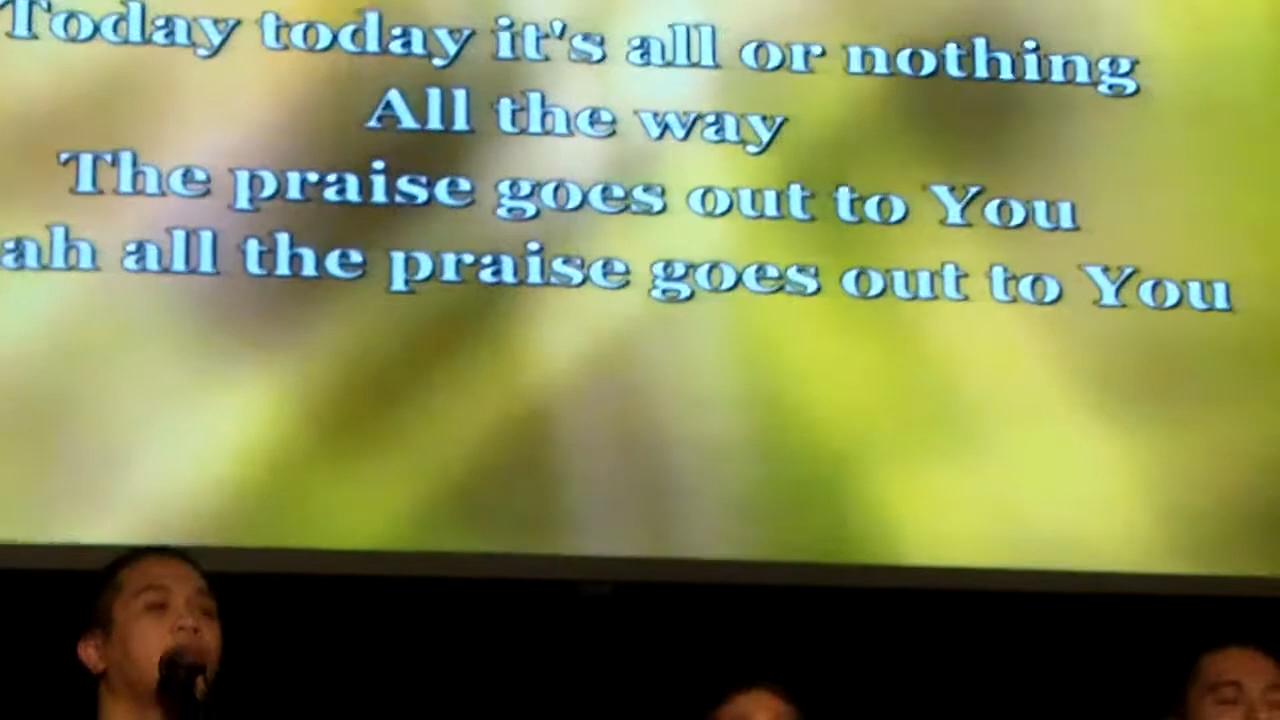 Today today it's all or nothing
All the way
The praise goes out to You
ah all the praise goes out to You